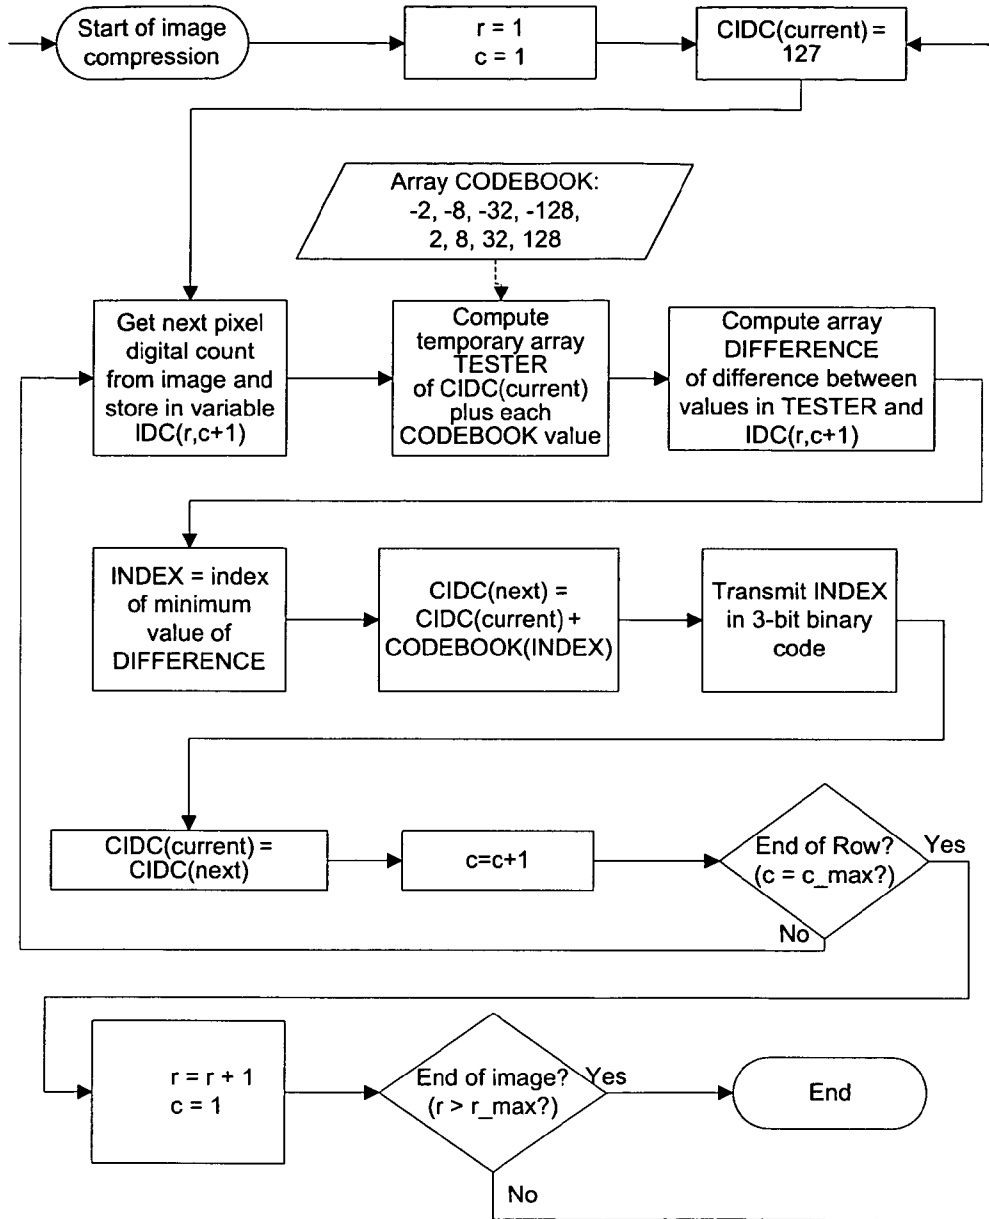 Start of image
compression
r = 1
c = 1
CIDC(current) =
127
Array CODEBOOK:
-2, -8, -32, -128,
2, 8, 32, 128
Get next pixel
digital count
from image and
store in variable
IDC(r,c+1)
Compute
temporary array
TESTER
of CIDC(current)
plus each
CODEBOOK value
Compute array
DIFFERENCE
of difference between
values in TESTER and
IDC(r,c+1)
INDEX = index
of minimum
value of
DIFFERENCE
CIDC(next) =
CIDC(current) +
CODEBOOK(INDEX)
Transmit INDEX
in 3-bit binary
code
CIDC(current) =
CIDC(next)
c=c+1
End of Row?
(c = c_max?)
Yes
No
r = r + 1
c = 1
End of image?
(r > r_max?)
Yes
End
No